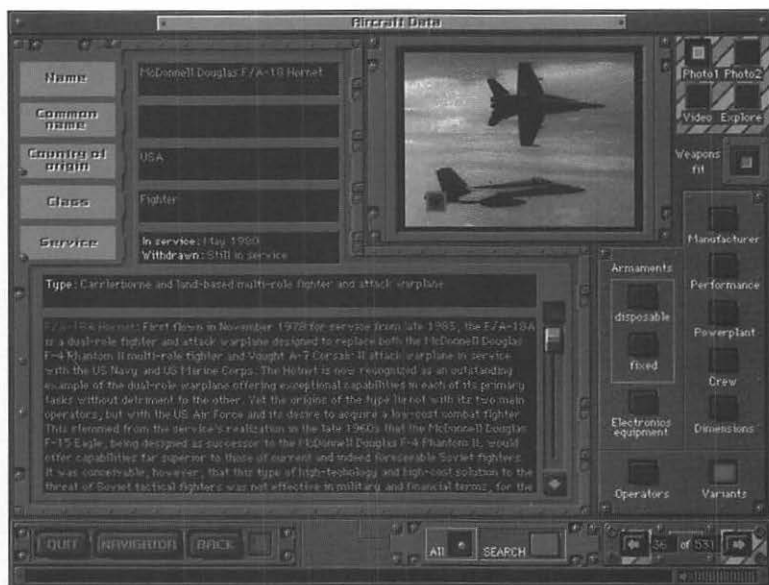 Aircraft Data
Name
McDonnell Douglas F/A-18 Hornet
Common
name
Country of
origin
USA
Class
Fighter
Service
In service: May 1980
Withdrawn: Still in service
Photo1 Photo2
Video Explore
Weapons
fit
Manufacturer
Armaments
Performance
disposable
Powerplant
fixed
Crew
Electronics
equipment
Dimensions
Operators
Variants
Type: Carrierborne and land-based multi-role fighter and attack warplane
F/A-18A Hornet: First flown in November 1978 for service from late 1983, the F/A-18A
is a dual-role fighter and attack warplane designed to replace both the McDonnell Douglas
F-4 Phantom II multi-role fighter and Vought A-7 Corsair II attack warplane in service
with the US Navy and US Marine Corps. The Hornet is now recognized as an outstanding
example of the dual-role warplane offering exceptional capabilities in each of its primary
tasks without detriment to the other. Yet the origins of the type lie not with its two main
operators, but with the US Air Force and its desire to acquire a low-cost combat fighter.
This stemmed from the service's realization in the late 1960s that the McDonnell Douglas
F-15 Eagle, being designed as successor to the McDonnell Douglas F-4 Phantom II, would
offer capabilities far superior to those of current and indeed foreseeable Soviet fighters.
It was conceivable, however, that this type of high-technology and high-cost solution to the
threat of Soviet tactical fighters was not effective in military and financial terms, for the
QUIT NAVIGATOR BACK
All SEARCH
36 of 531